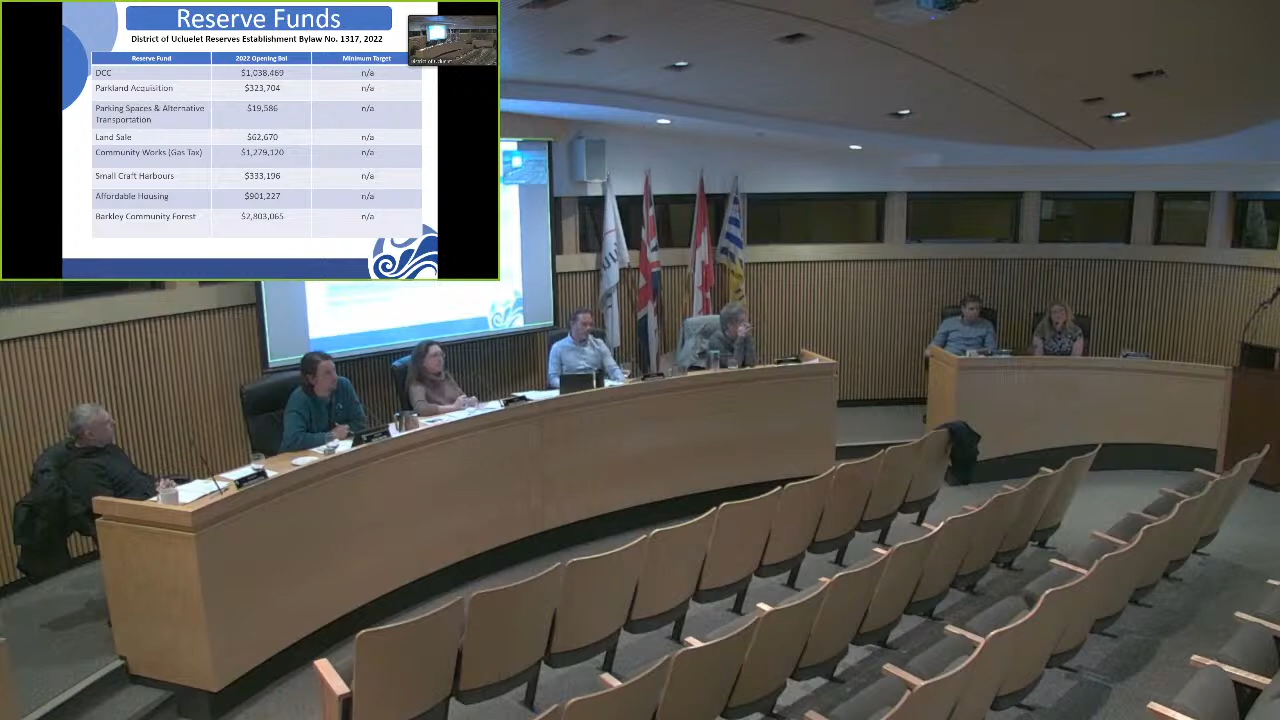 Reserve Funds
District of Ucluelet Reserves Establishment Bylaw No. 1317, 2022
Reserve Fund 2022 Opening Bal Minimum Target
DCC $1,038,469 n/a
Parkland Acquisition $323,704 n/a
Parking Spaces & Alternative $19,586 n/a
Transportation
Land Sale $62,670 n/a
Community Works (Gas Tax) $1,279,120 n/a
Small Craft Harbours $333,196 n/a
Affordable Housing $901,227 n/a
Barkley Community Forest $2,803,065 n/a
District of Ucluelet